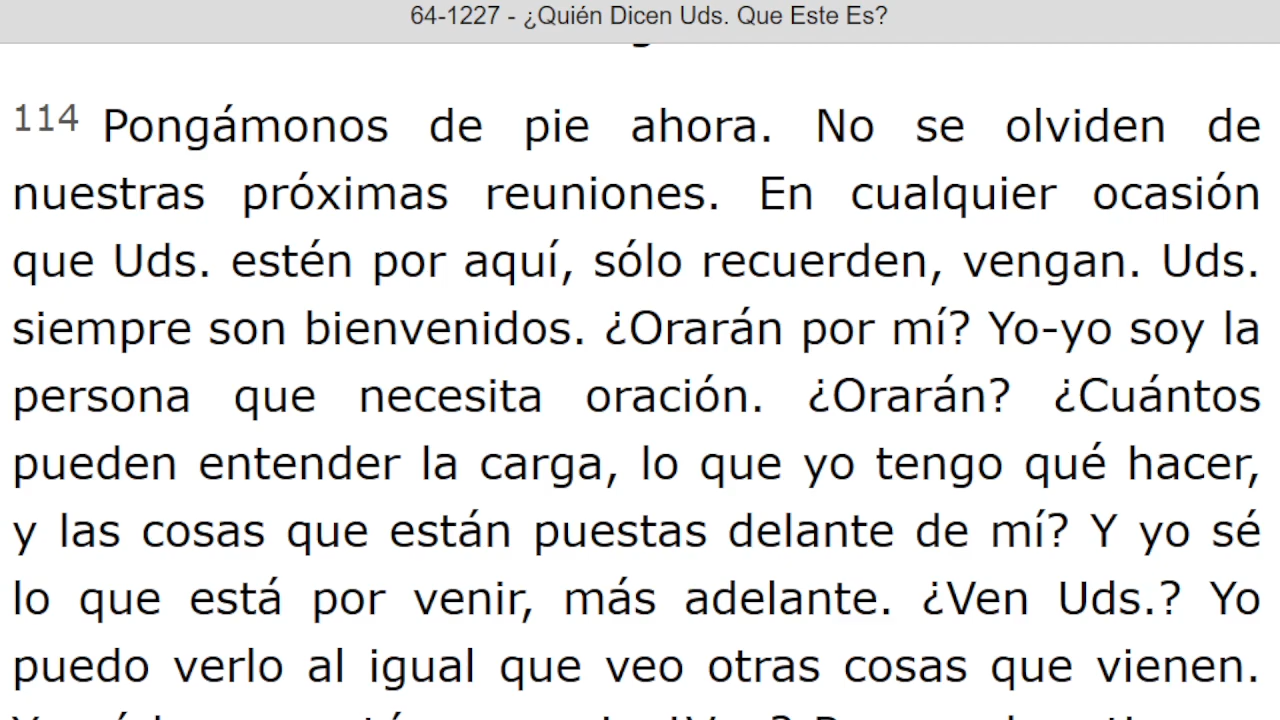 64-1227 - ¿Quién Dicen Uds. Que Este Es?
114 Pongámonos de pie ahora. No se olviden de
nuestras próximas reuniones. En cualquier ocasión
que Uds. estén por aquí, sólo recuerden, vengan. Uds.
siempre son bienvenidos. ¿Orarán por mí? Yo-yo soy la
persona que necesita oración. ¿Orarán? ¿Cuántos
pueden entender la carga, lo que yo tengo qué hacer,
y las cosas que están puestas delante de mí? Y yo sé
lo que está por venir, más adelante. ¿Ven Uds.? Yo
puedo verlo al igual que veo otras cosas que vienen.